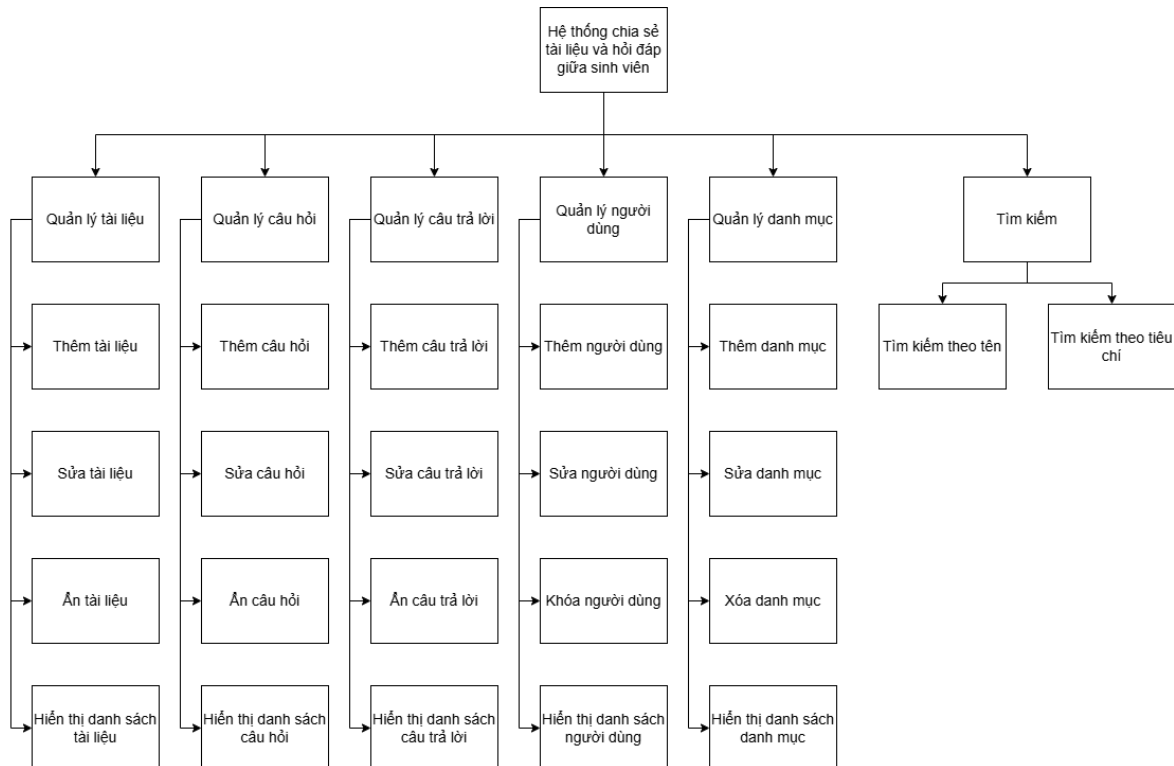 Hệ thống chia sẻ
tài liệu và hỏi đáp
giữa sinh viên
Quản lý tài liệu
Quản lý câu hỏi
Quản lý câu trả lời
Quản lý người
dùng
Quản lý danh mục
Tìm kiếm
Thêm tài liệu
Thêm câu hỏi
Thêm câu trả lời
Thêm người dùng
Thêm danh mục
Tìm kiếm theo tên
Tìm kiếm theo tiêu
chí
Sửa tài liệu
Sửa câu hỏi
Sửa câu trả lời
Sửa người dùng
Sửa danh mục
Ẩn tài liệu
Ẩn câu hỏi
Ẩn câu trả lời
Khóa người dùng
Xóa danh mục
Hiển thị danh sách
tài liệu
Hiển thị danh sách
câu hỏi
Hiển thị danh sách
câu trả lời
Hiển thị danh sách
người dùng
Hiển thị danh sách
danh mục